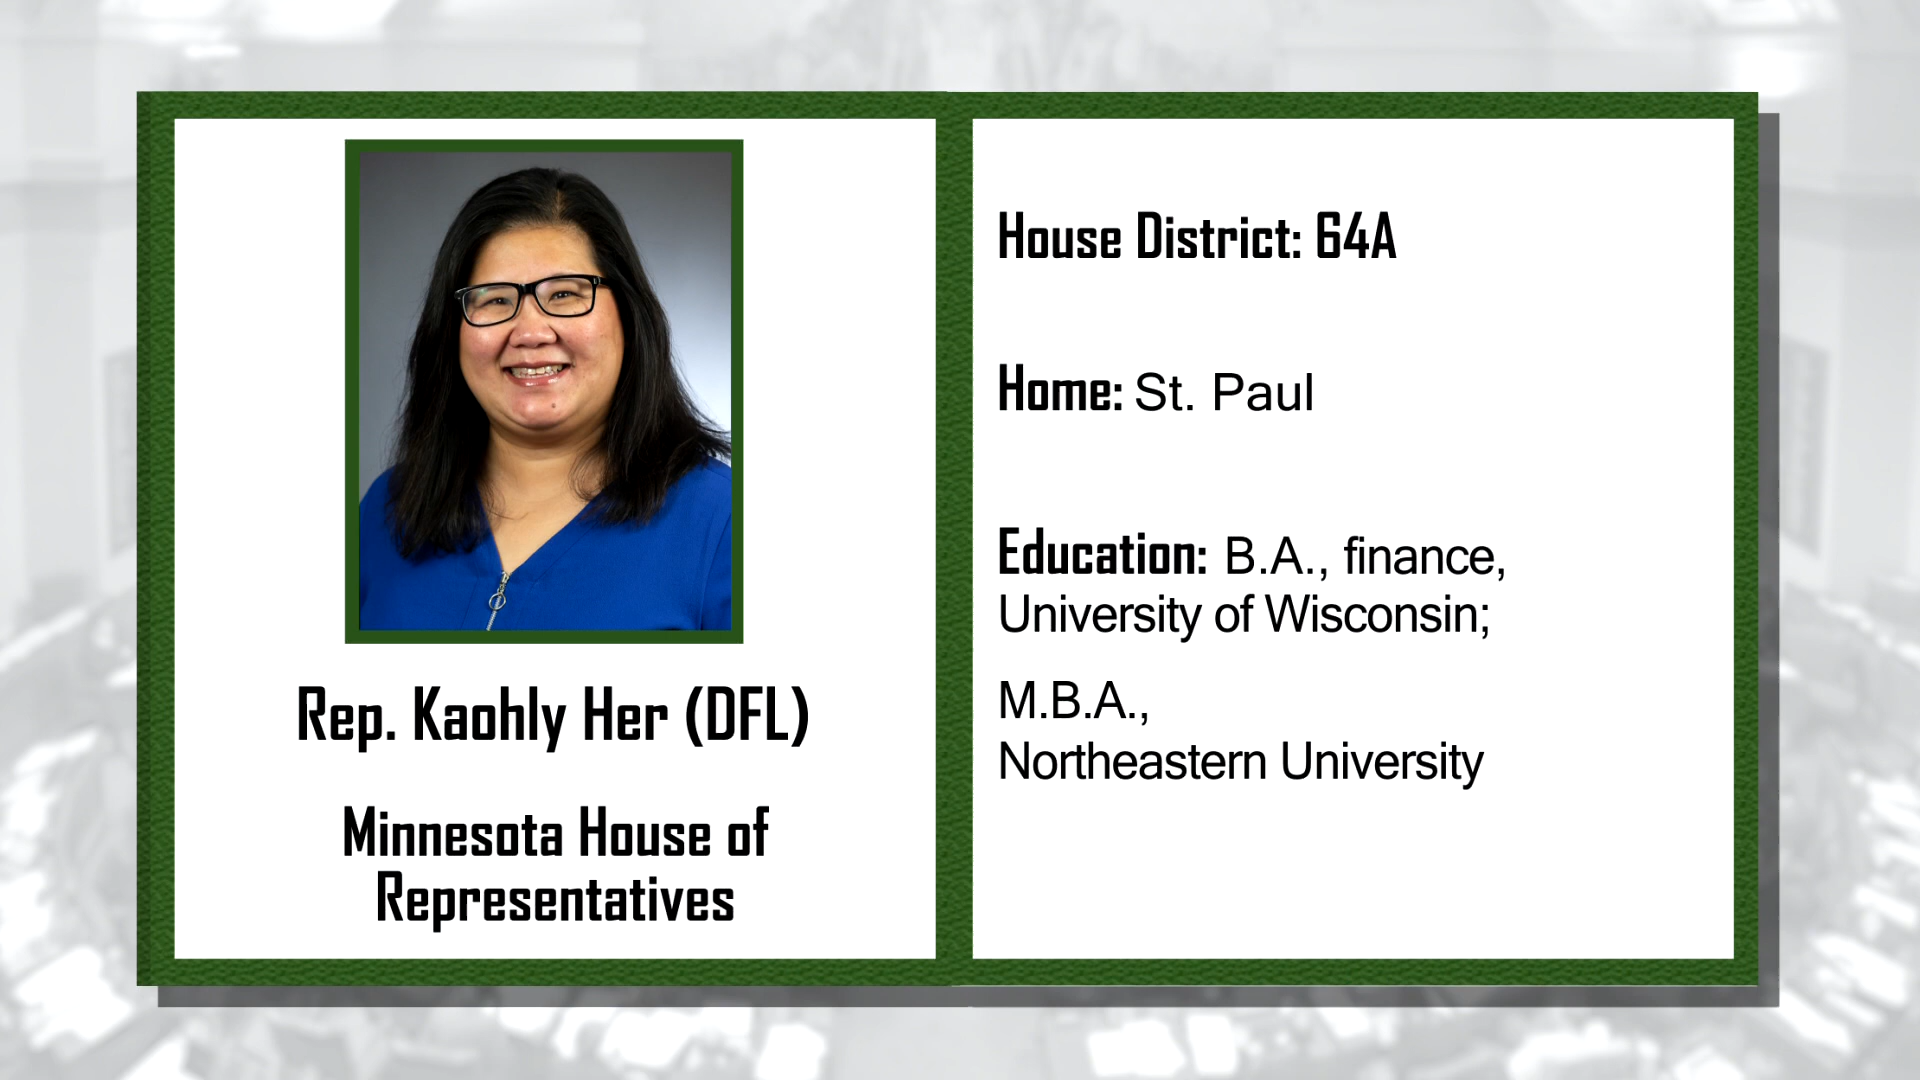 Rep. Kaohly Her (DFL)
Minnesota House of
Representatives
House District: 64A
Home: St. Paul
Education: B.A., finance,
University of Wisconsin;
M.B.A.,
Northeastern University